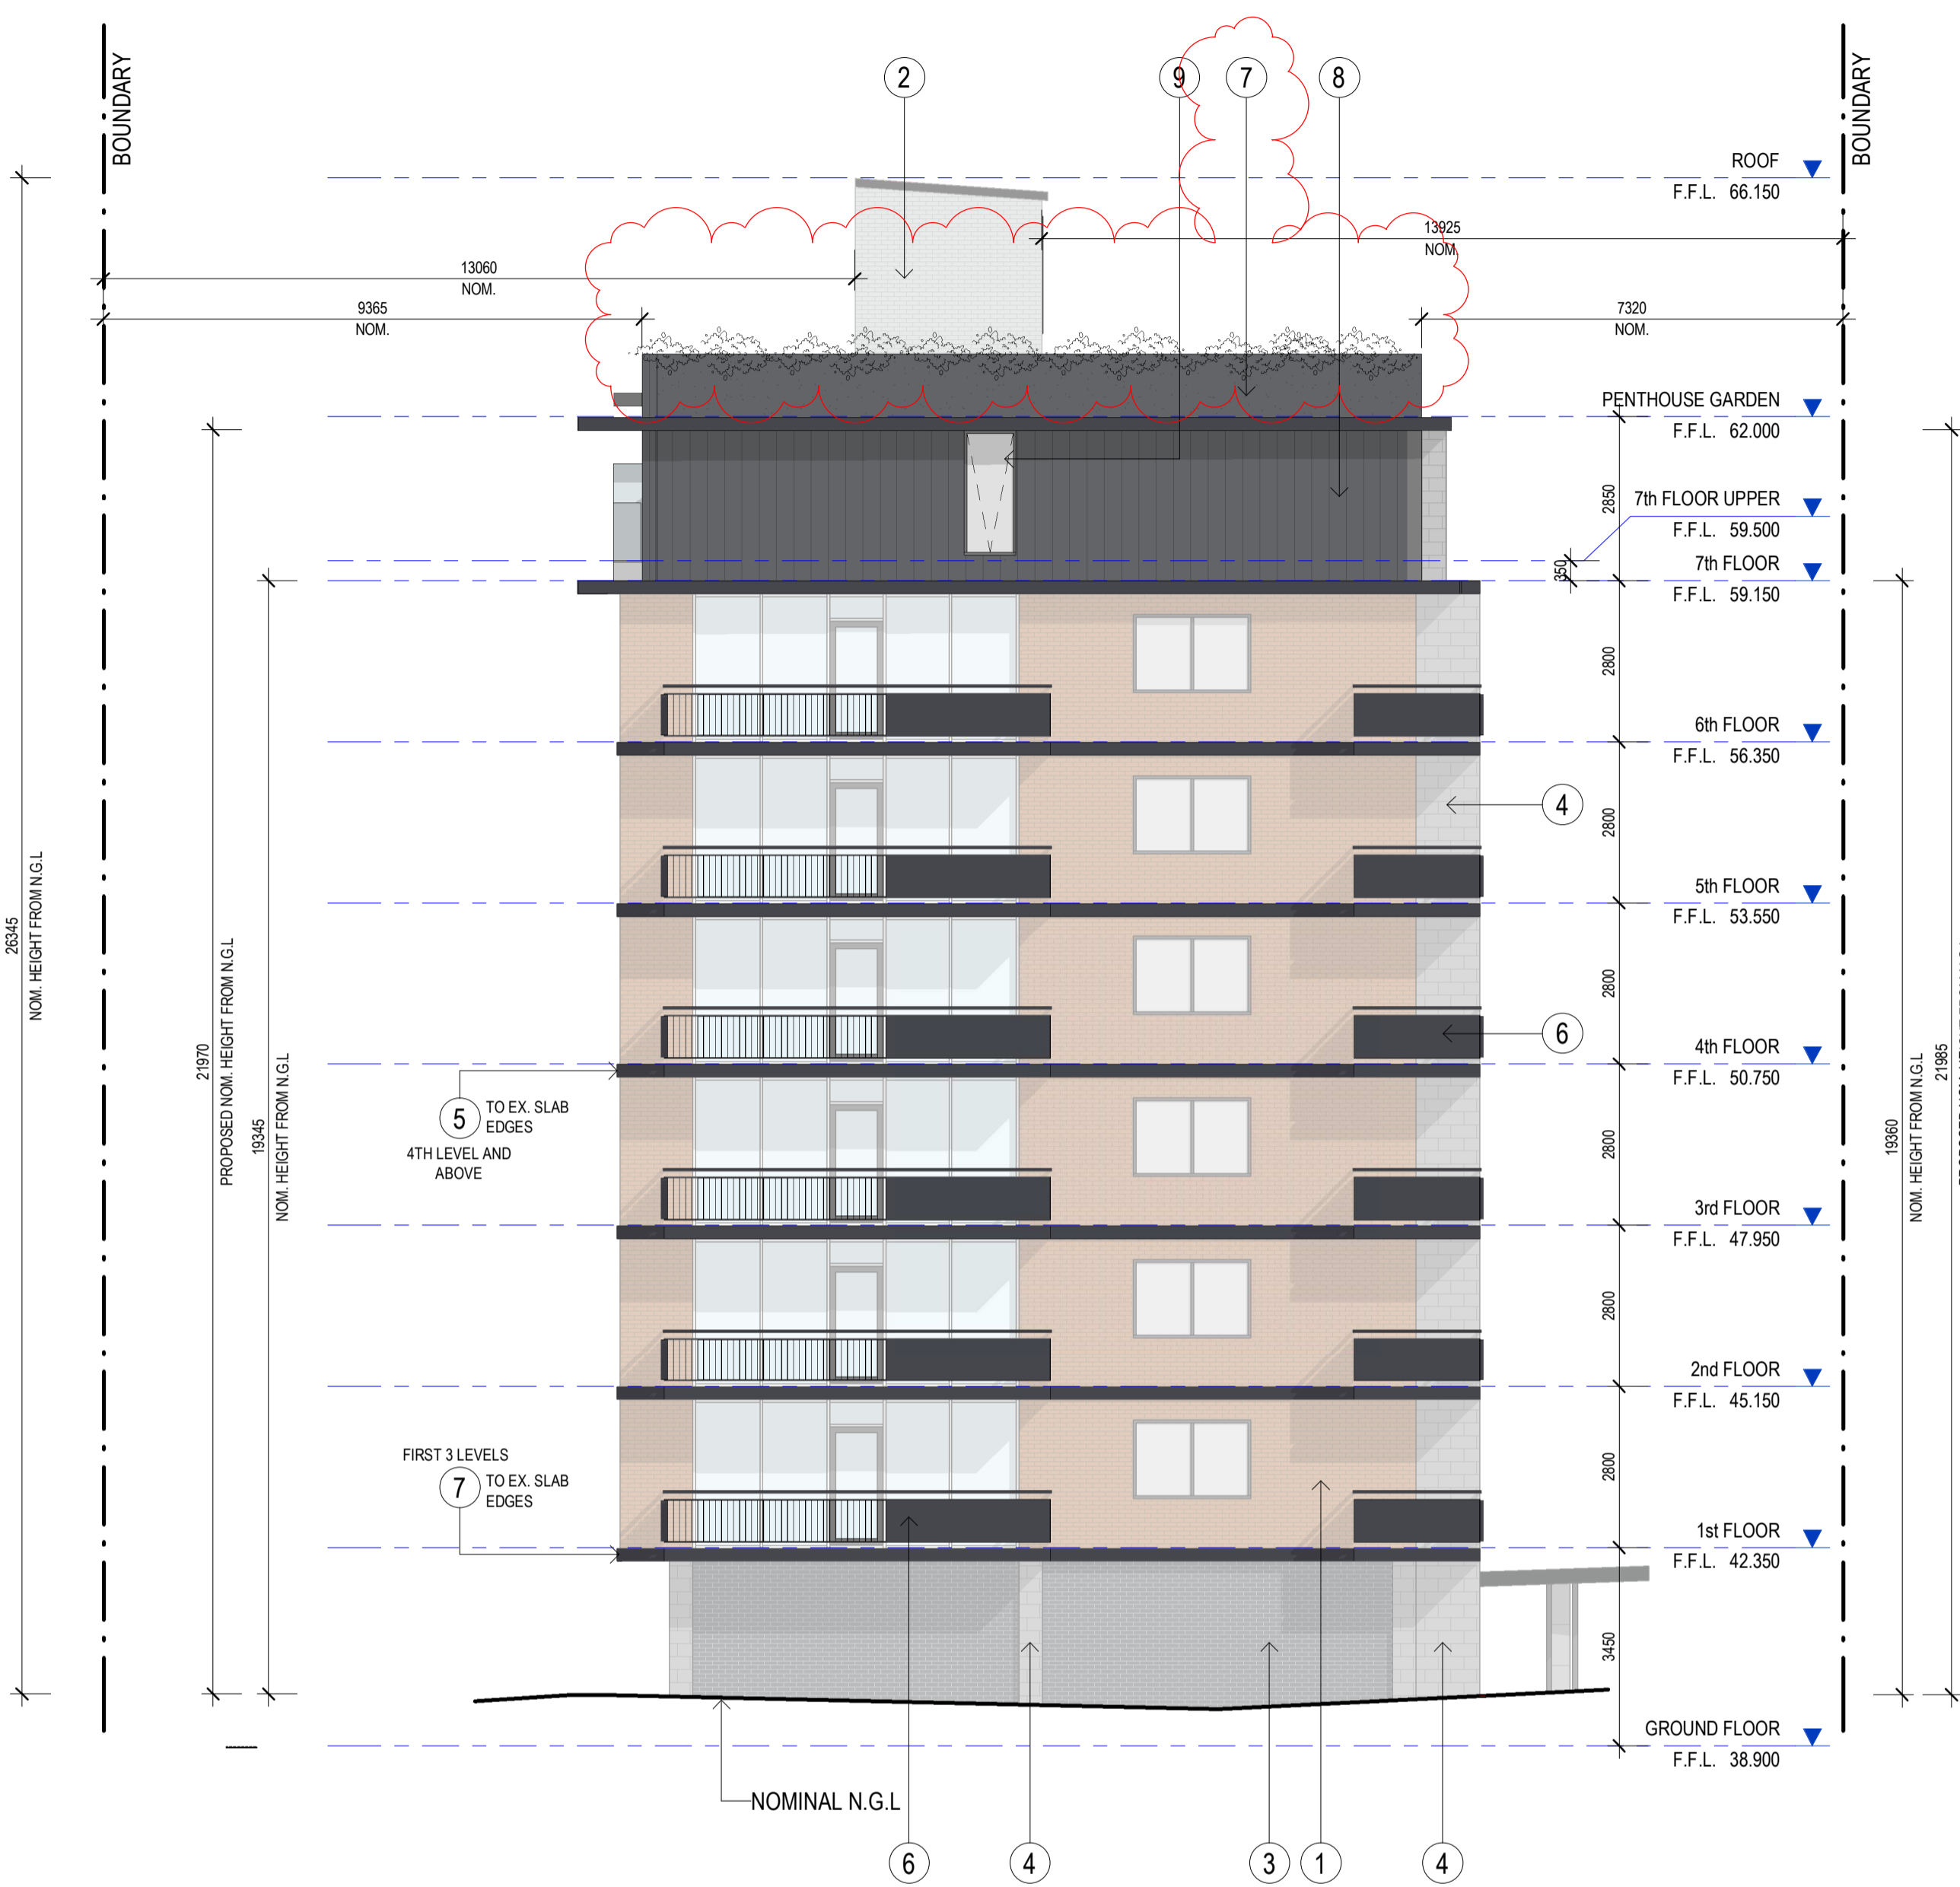 BOUNDARY
BOUNDARY
2
9
7
8
ROOF
F.F.L. 66.150
13925
NOM.
13060
NOM.
9365
NOM.
7320
NOM.
PENTHOUSE GARDEN
F.F.L. 62.000
2850
7th FLOOR UPPER
F.F.L. 59.500
350
7th FLOOR
F.F.L. 59.150
2800
6th FLOOR
F.F.L. 56.350
4
2800
5th FLOOR
F.F.L. 53.550
2800
6
4th FLOOR
F.F.L. 50.750
5
TO EX. SLAB
EDGES
4TH LEVEL AND
ABOVE
2800
3rd FLOOR
F.F.L. 47.950
2800
2nd FLOOR
F.F.L. 45.150
FIRST 3 LEVELS
7
TO EX. SLAB
EDGES
2800
1st FLOOR
F.F.L. 42.350
3450
GROUND FLOOR
F.F.L. 38.900
26345
NOM. HEIGHT FROM N.G.L
21970
PROPOSED NOM. HEIGHT FROM N.G.L
19345
NOM. HEIGHT FROM N.G.L
19360
NOM. HEIGHT FROM N.G.L
21985
NOMINAL N.G.L
6
4
3
1
4